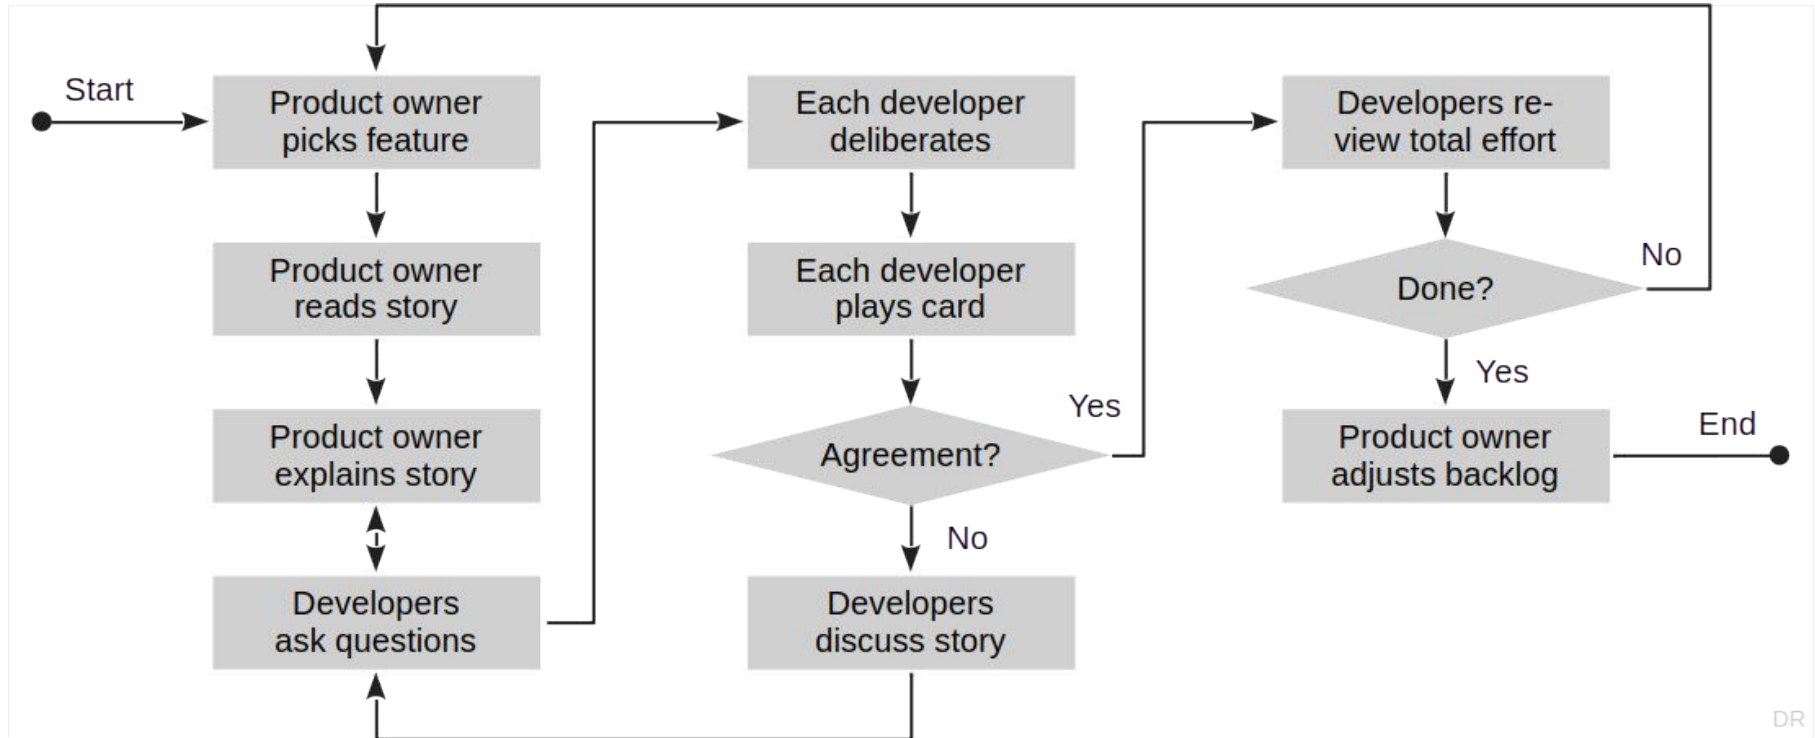 Start
Product owner
picks feature
Product owner
reads story
Product owner
explains story
Developers
ask questions
Each developer
deliberates
Each developer
plays card
Agreement?
Yes
No
Developers
discuss story
Developers re-
view total effort
Done?
No
Yes
Product owner
adjusts backlog
End
DR